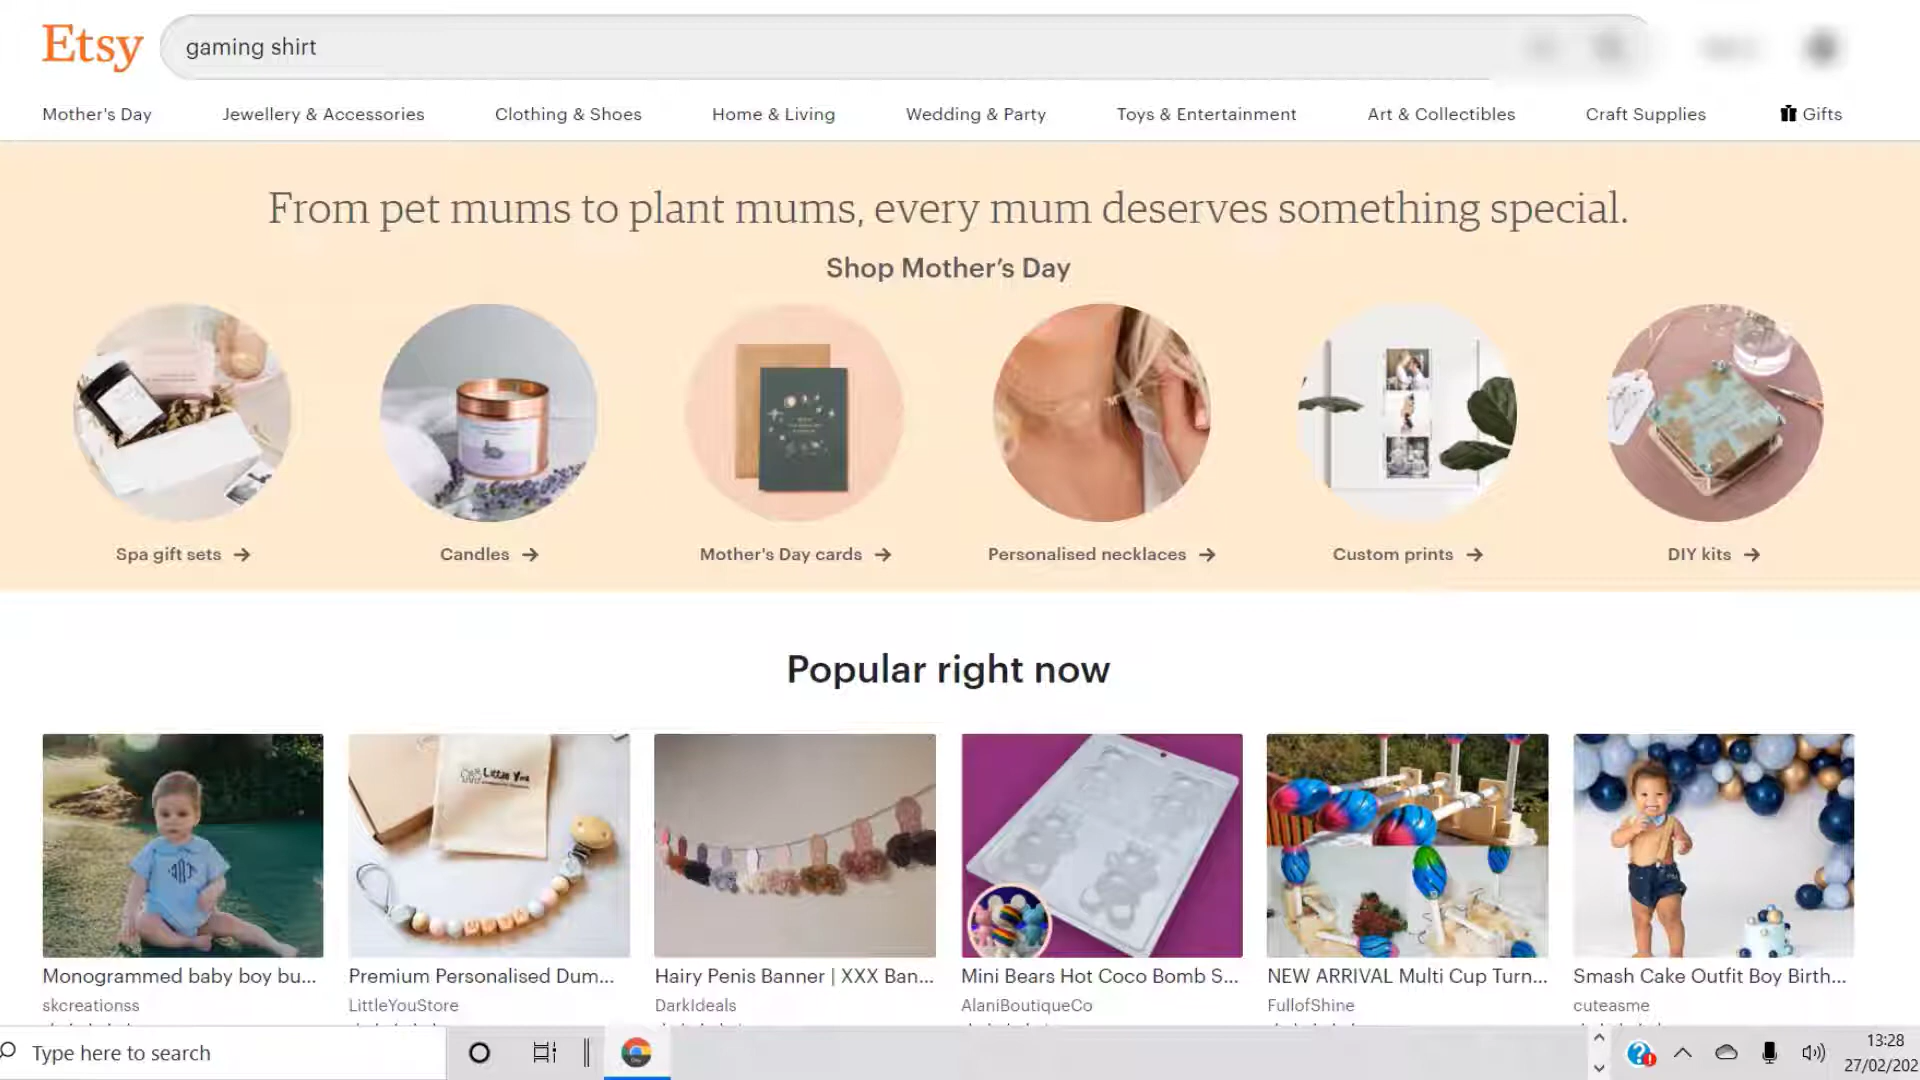 Etsy
gaming shirt
Mother's Day
Jewellery & Accessories
Clothing & Shoes
Home & Living
Wedding & Party
Toys & Entertainment
Art & Collectibles
Craft Supplies
Gifts
From pet mums to plant mums, every mum deserves something special.
Shop Mother's Day
Spa gift sets →
Candles →
Mother's Day cards →
Personalised necklaces →
Custom prints →
DIY kits →
Popular right now
Little You
Monogrammed baby boy bu...
Premium Personalised Dum...
Hairy Penis Banner | XXX Ban...
Mini Bears Hot Coco Bomb S...
NEW ARRIVAL Multi Cup Turn...
Smash Cake Outfit Boy Birth...
skcreationss
LittleYouStore
DarkIdeals
AlaniBoutiqueCo
FullofShine
cuteasme
Type here to search
13:28
27/02/202